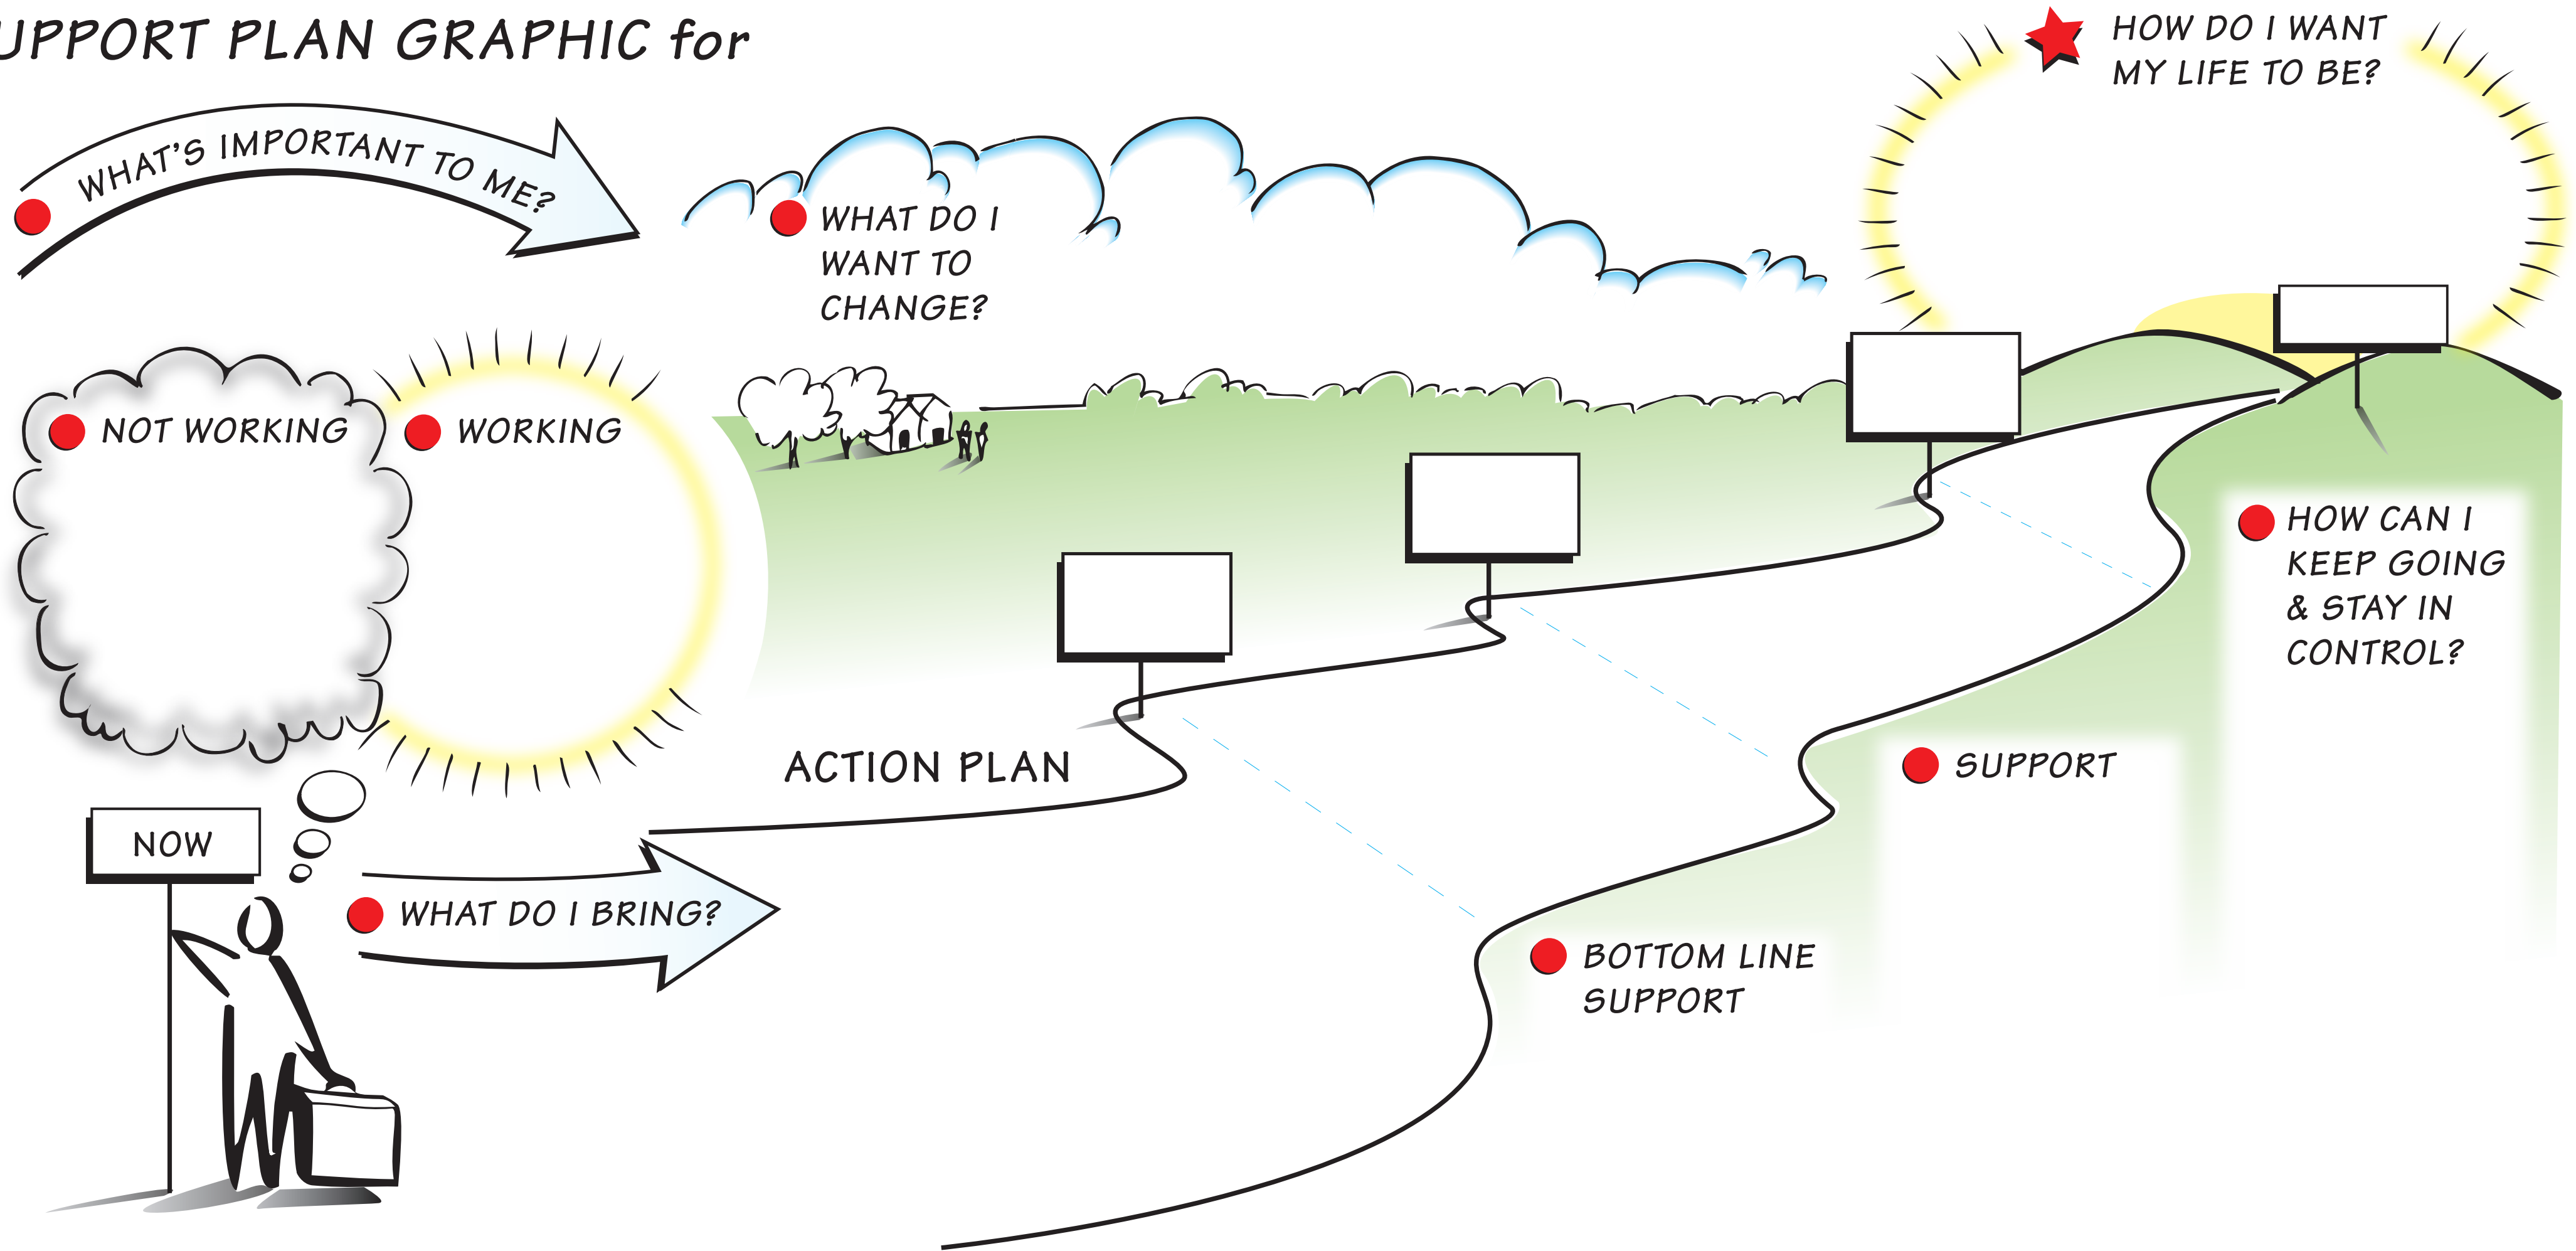 UPPORT PLAN GRAPHIC for
WHAT'S IMPORTANT TO ME?
HOW DO I WANT
MY LIFE TO BE?
WHAT DO I
WANT TO
CHANGE?
NOT WORKING
WORKING
HOW CAN I
KEEP GOING
& STAY IN
CONTROL?
ACTION PLAN
SUPPORT
NOW
WHAT DO I BRING?
BOTTOM LINE
SUPPORT